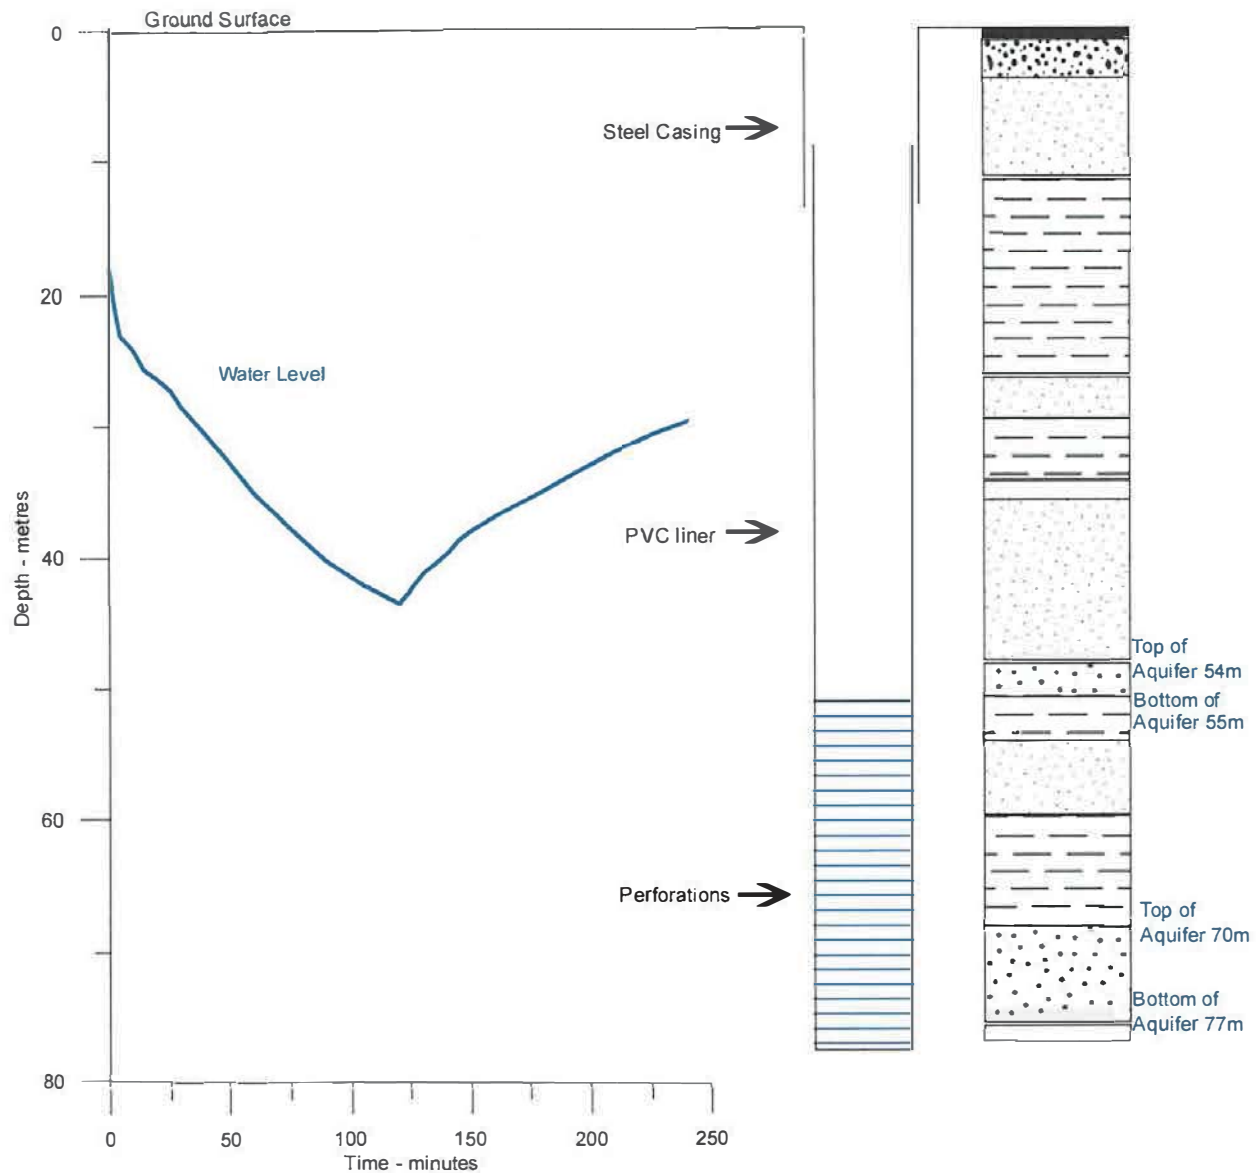 Ground Surface
0
Steel Casing
20
Water Level
Depth - metres
PVC liner
40
Top of
Aquifer 54m
Bottom of
Aquifer 55m
60
Perforations
Top of
Aquifer 70m
Bottom of
Aquifer 77m
80
0 50 100 150 200 250
Time - minutes